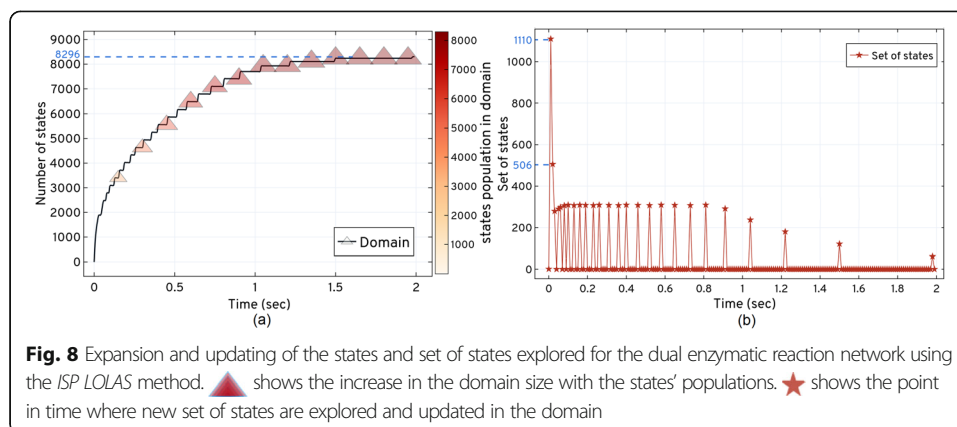 9000
8296
8000
7000
6000
5000
4000
3000
2000
1000
0
Number of states
0 0.5 1 1.5 2
Time (sec)
(a)
Domain
8000
7000
6000
5000
4000
3000
2000
1000
states population in domain
1110
1000
800
600
506
400
200
0
Set of states
0 0.2 0.4 0.6 0.8 1 1.2 1.4 1.6 1.8 2
Time (sec)
(b)
Set of states
Fig. 8 Expansion and updating of the states and set of states explored for the dual enzymatic reaction network using
the ISP LOLAS method. shows the increase in the domain size with the states' populations. shows the point
in time where new set of states are explored and updated in the domain